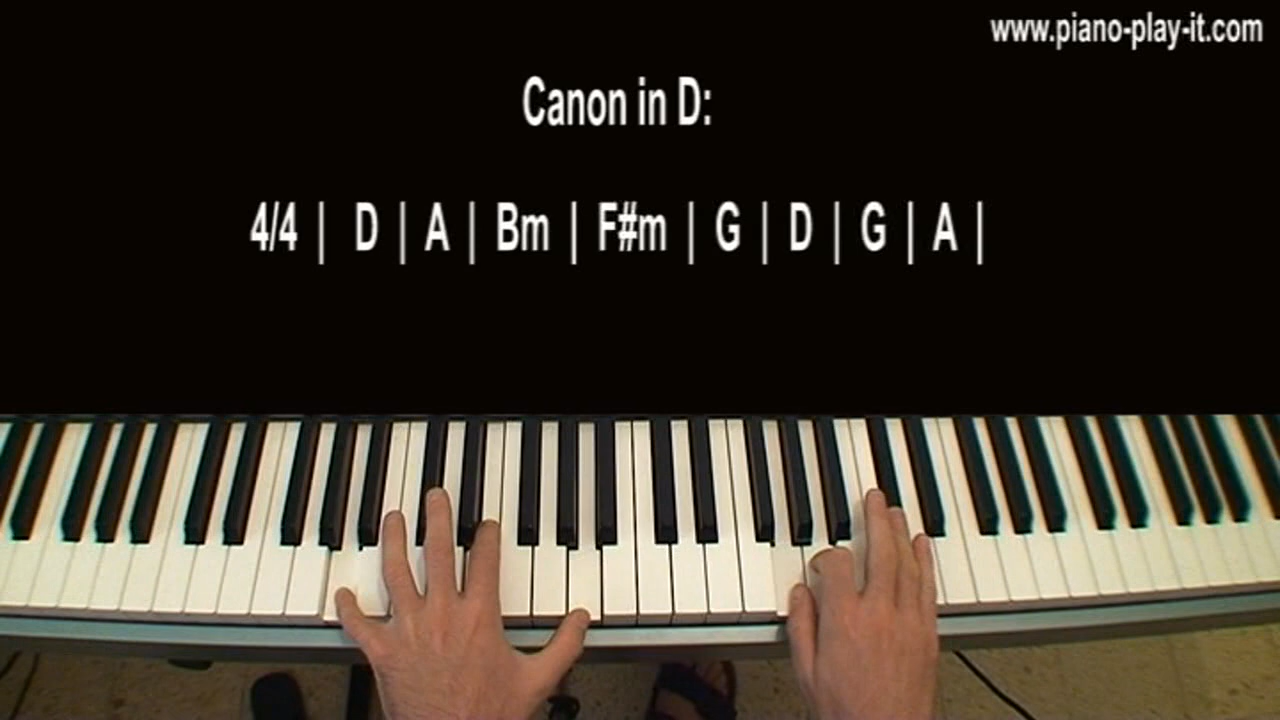 www.piano-play-it.com
Canon in D:
4/4 | D | A | Bm | F#m | G | D | G | A |